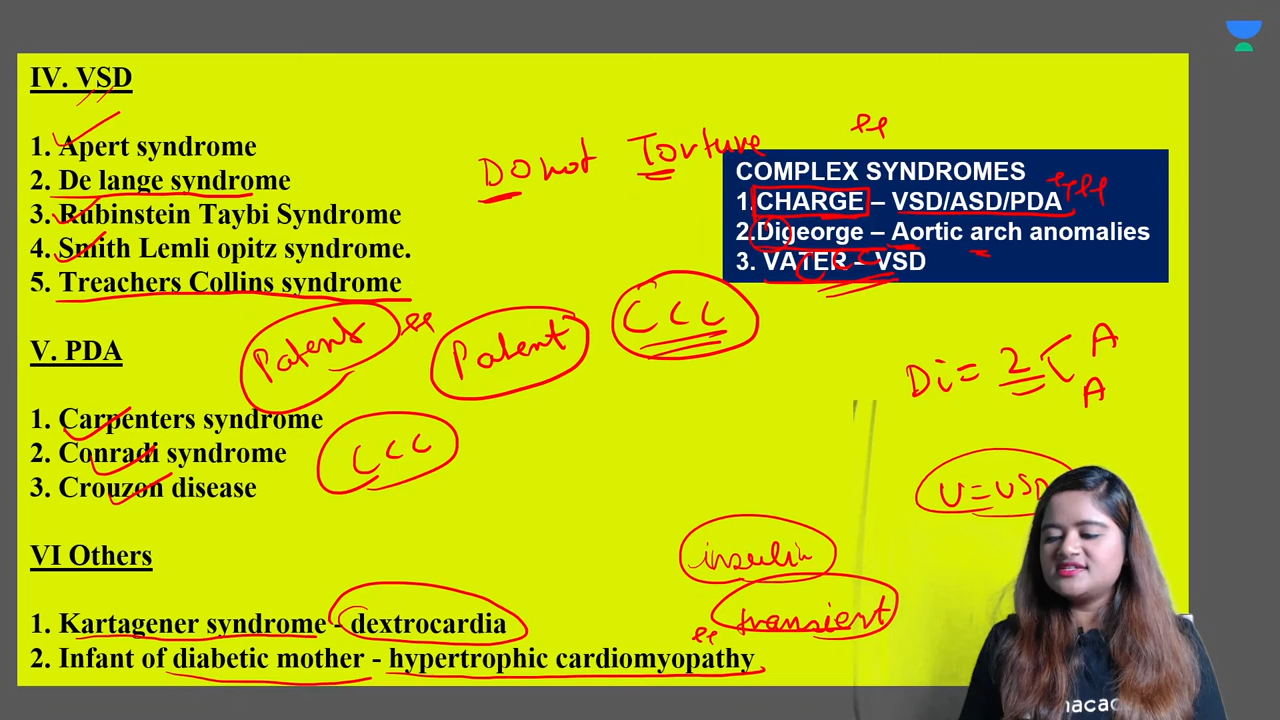 IV. VSD
1. Apert syndrome
2. De lange syndrome
3. Rubinstein Taybi Syndrome
4. Smith Lemli opitz syndrome.
5. Treachers Collins syndrome
Do not Torture
COMPLEX SYNDROMES
1.CHARGE – VSD/ASD/PDA
2.Digeorge – Aortic arch anomalies
3. VATER – VSD
CCC
Patent
Patent
CCC
V. PDA
1. Carpenters syndrome
2. Conradi syndrome
3. Crouzon disease
CCC
Di = 2
A
A
V=VSD
VI Others
1. Kartagener syndrome - dextrocardia
2. Infant of diabetic mother - hypertrophic cardiomyopathy
insulin
transient